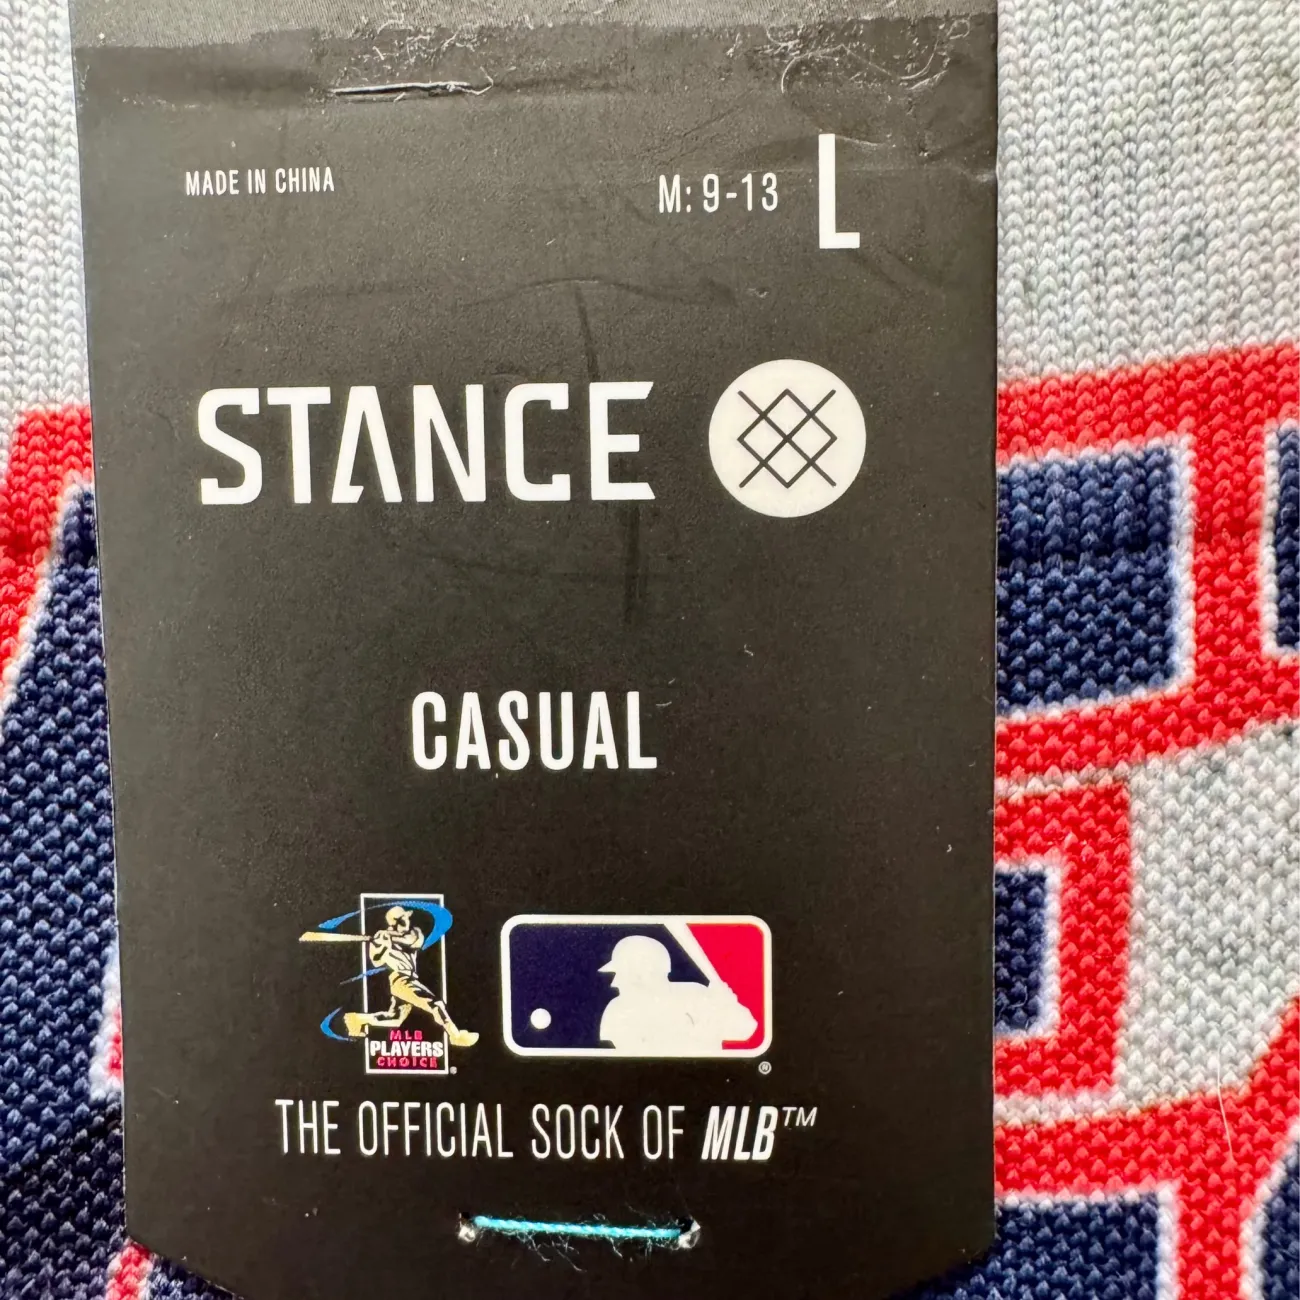 MADE IN CHINA
M: 9-13 L
STANCE
CASUAL
MLB
PLAYERS
CHOICE
®
®
THE OFFICIAL SOCK OF MLB™